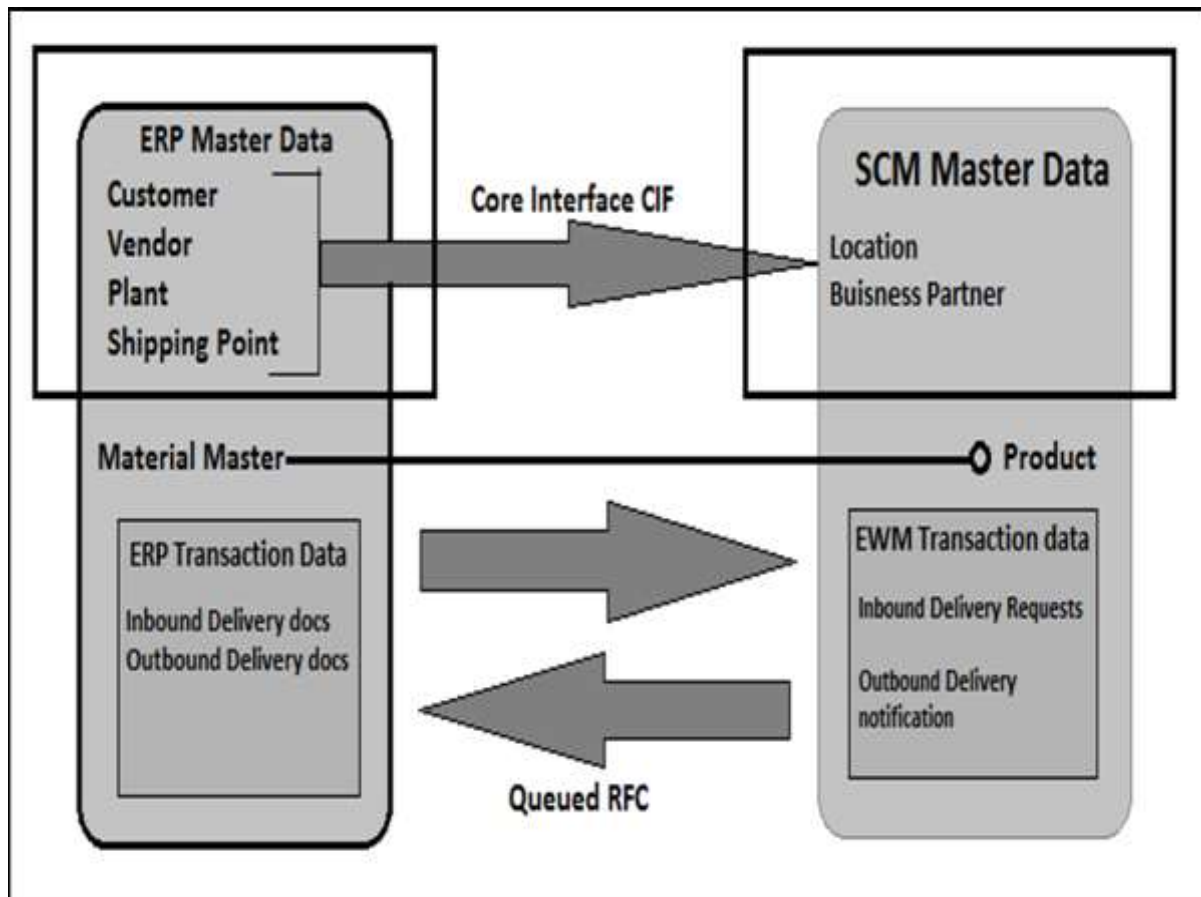 ERP Master Data
Customer
Vendor
Plant
Shipping Point
Core Interface CIF
SCM Master Data
Location
Buisness Partner
Material Master
Product
ERP Transaction Data
Inbound Delivery docs
Outbound Delivery docs
EWM Transaction data
Inbound Delivery Requests
Outbound Delivery
notification
Queued RFC